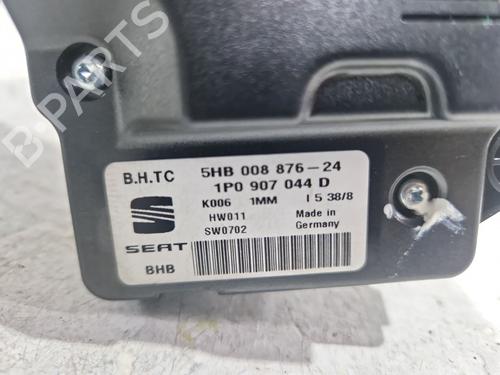 B-PARTS
B.H.TC
5HB 008 876-24
1P0 907 044 D
K006 1MM I 5 38/8
HW011 Made in
SW0702 Germany
SEAT
BHB